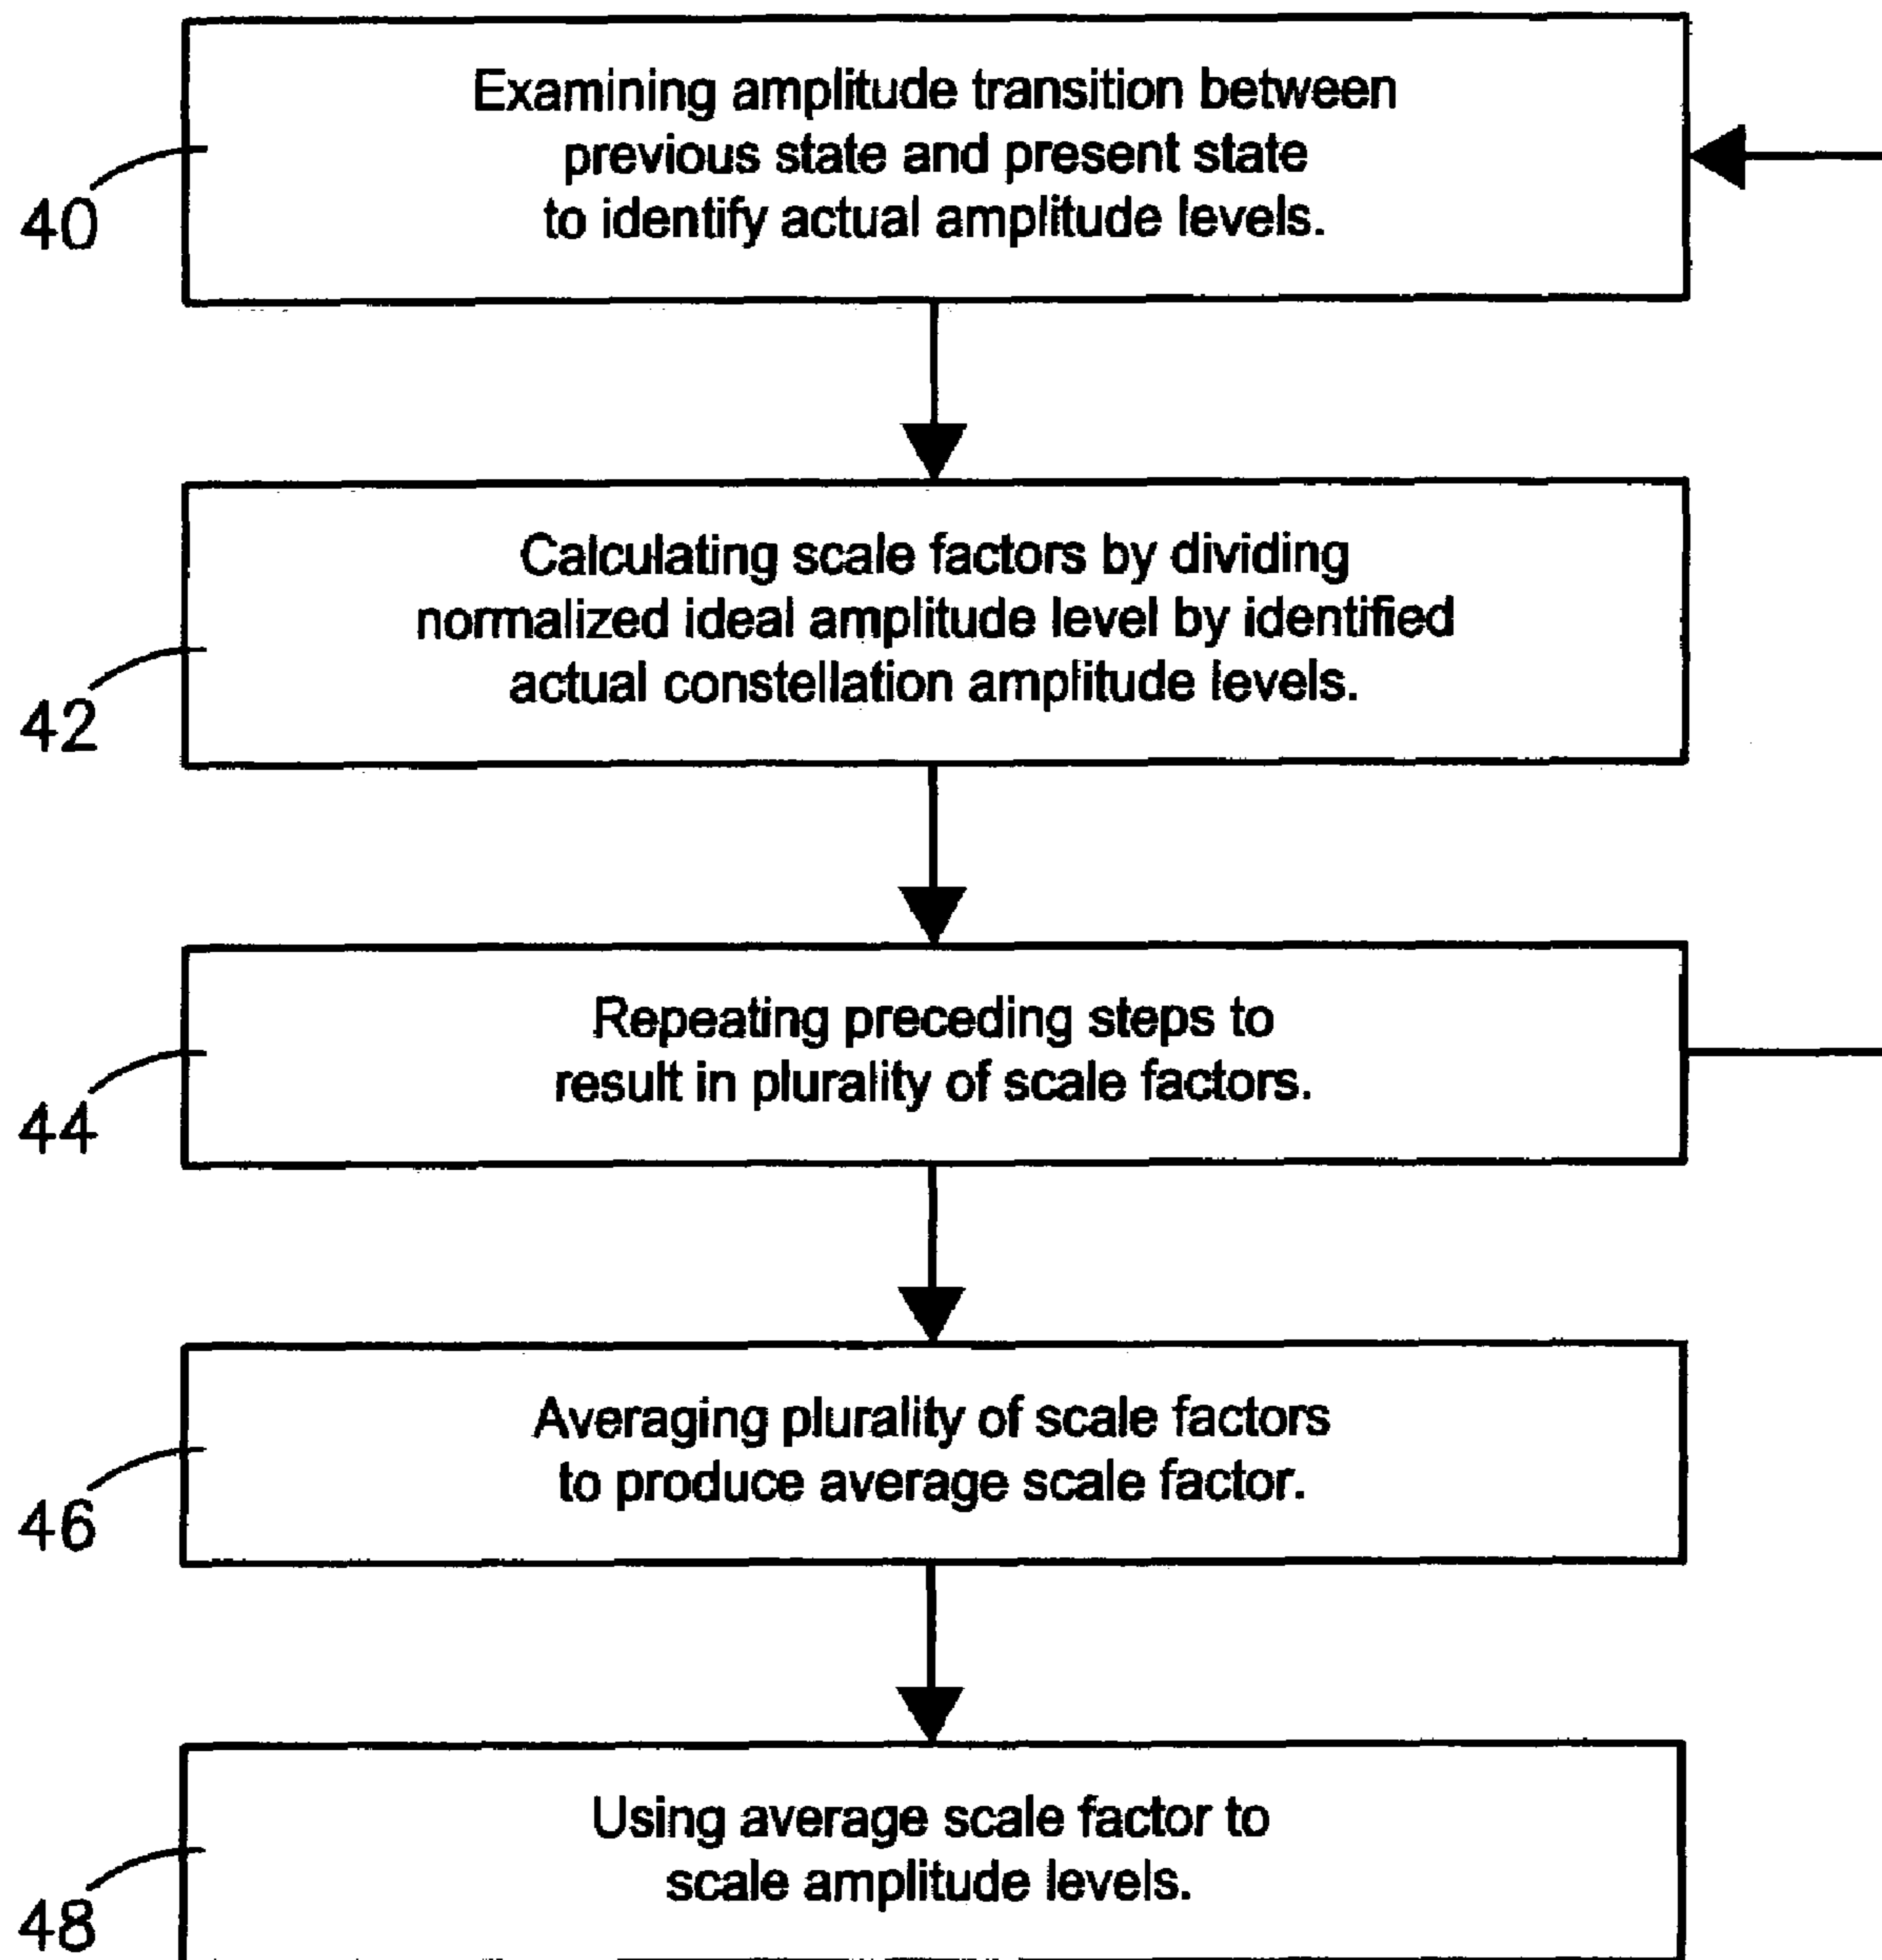 Examining amplitude transition between
previous state and present state
to identify actual amplitude levels.
40
Calculating scale factors by dividing
normalized ideal amplitude level by identified
actual constellation amplitude levels.
42
Repeating preceding steps to
result in plurality of scale factors.
44
Averaging plurality of scale factors
to produce average scale factor.
46
Using average scale factor to
scale amplitude levels.
48